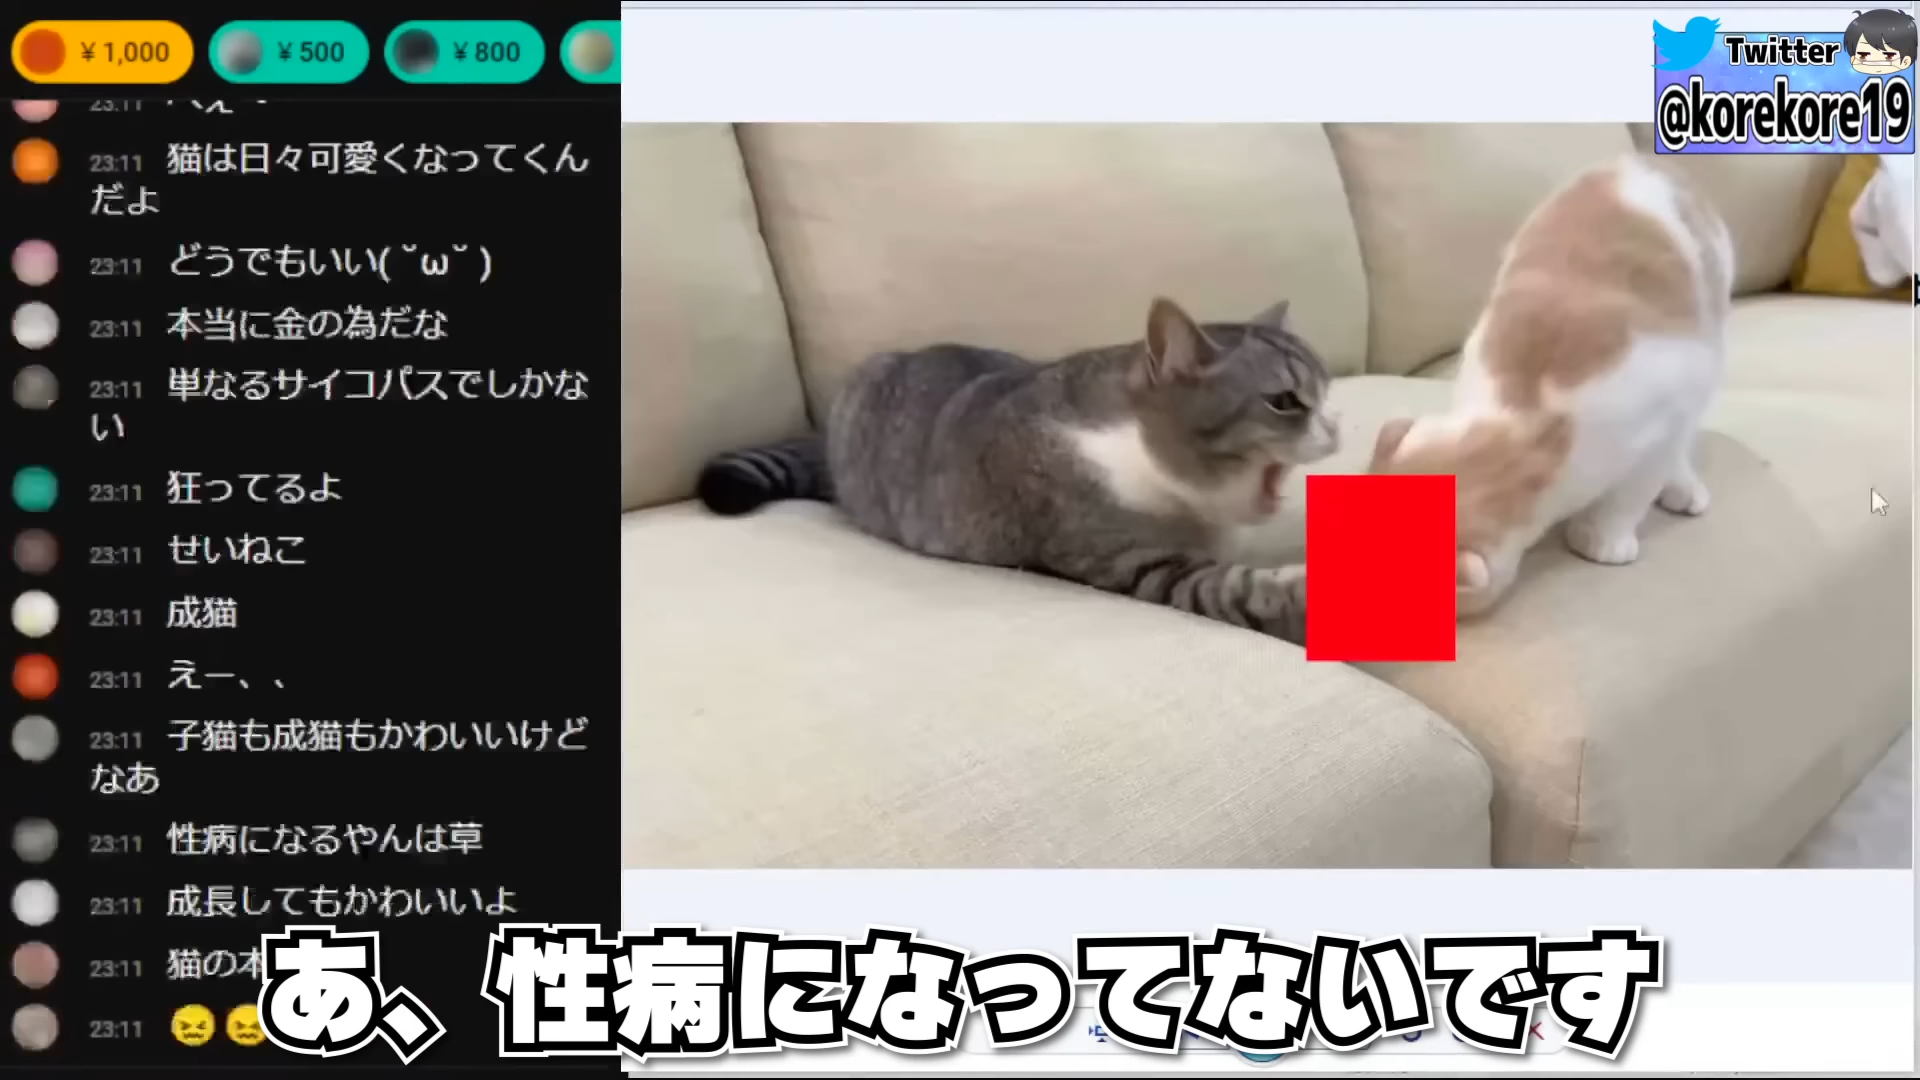 ¥1,000
¥500
¥800
Twitter
@korekore19
23:11 へぇー
23:11 猫は日々可愛くなってくん
だよ
23:11 どうでもいい( ˘ω˘ )
23:11 本当に金の為だな
23:11 単なるサイコパスでしかな
い
23:11 狂ってるよ
23:11 せいねこ
23:11 成猫
23:11 えー、、
23:11 子猫も成猫もかわいいけど
なあ
23:11 性病になるやんは草
23:11 成長してもかわいいよ
23:11 猫の本
23:11
あ、性病になってないです